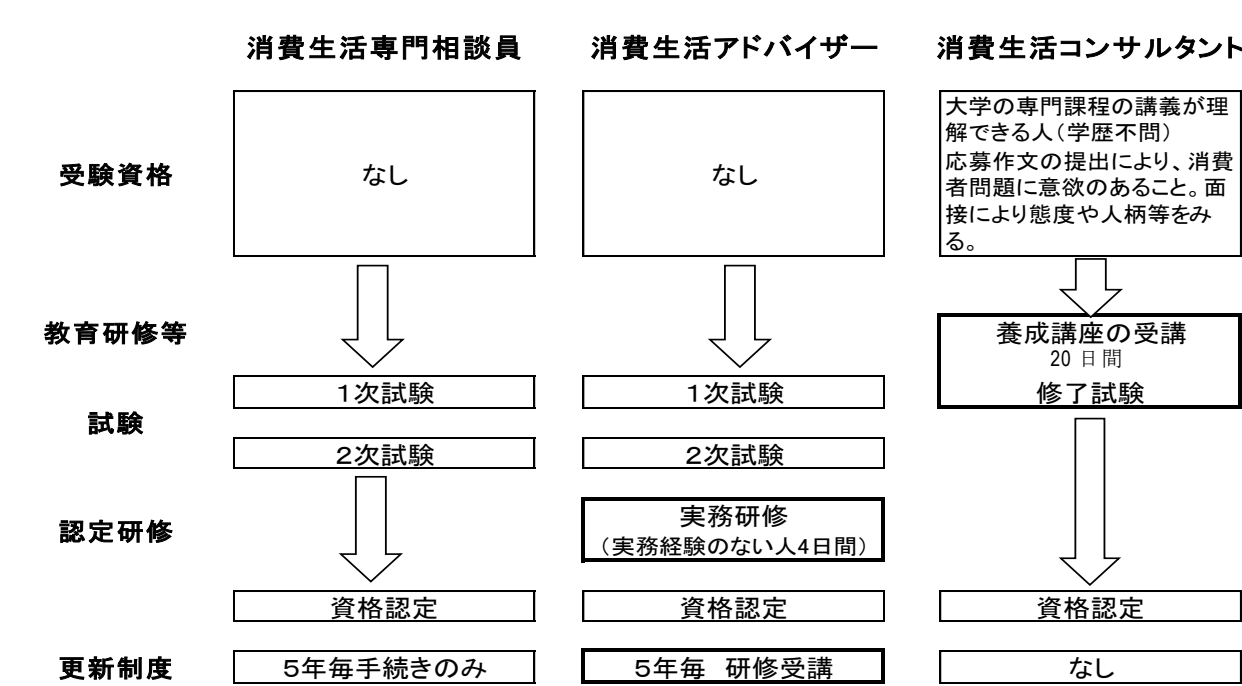 消費生活専門相談員 消費生活アドバイザー 消費生活コンサルタント
受験資格
なし
なし
大学の専門課程の講義が理
解できる人（学歴不問）
応募作文の提出により、消費
者問題に意欲のあること。面
接により態度や人柄等をみ
る。
教育研修等
養成講座の受講
20 日間
修了試験
試験
1次試験 1次試験
2次試験 2次試験
認定研修
実務研修
（実務経験のない人4日間）
資格認定 資格認定 資格認定
更新制度
5年毎手続きのみ 5年毎　研修受講 なし